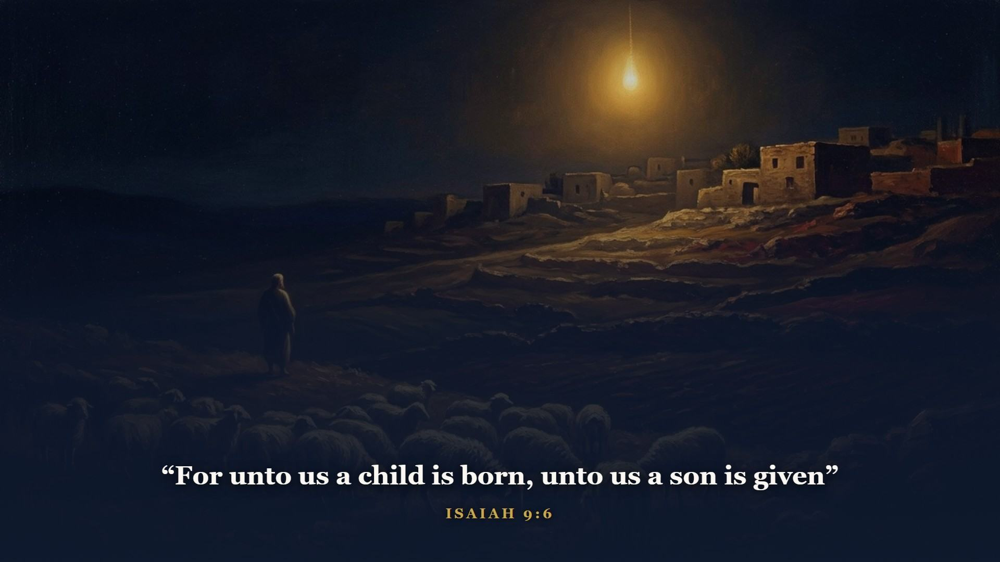 “For unto us a child is born, unto us a son is given”
ISAIAH 9:6